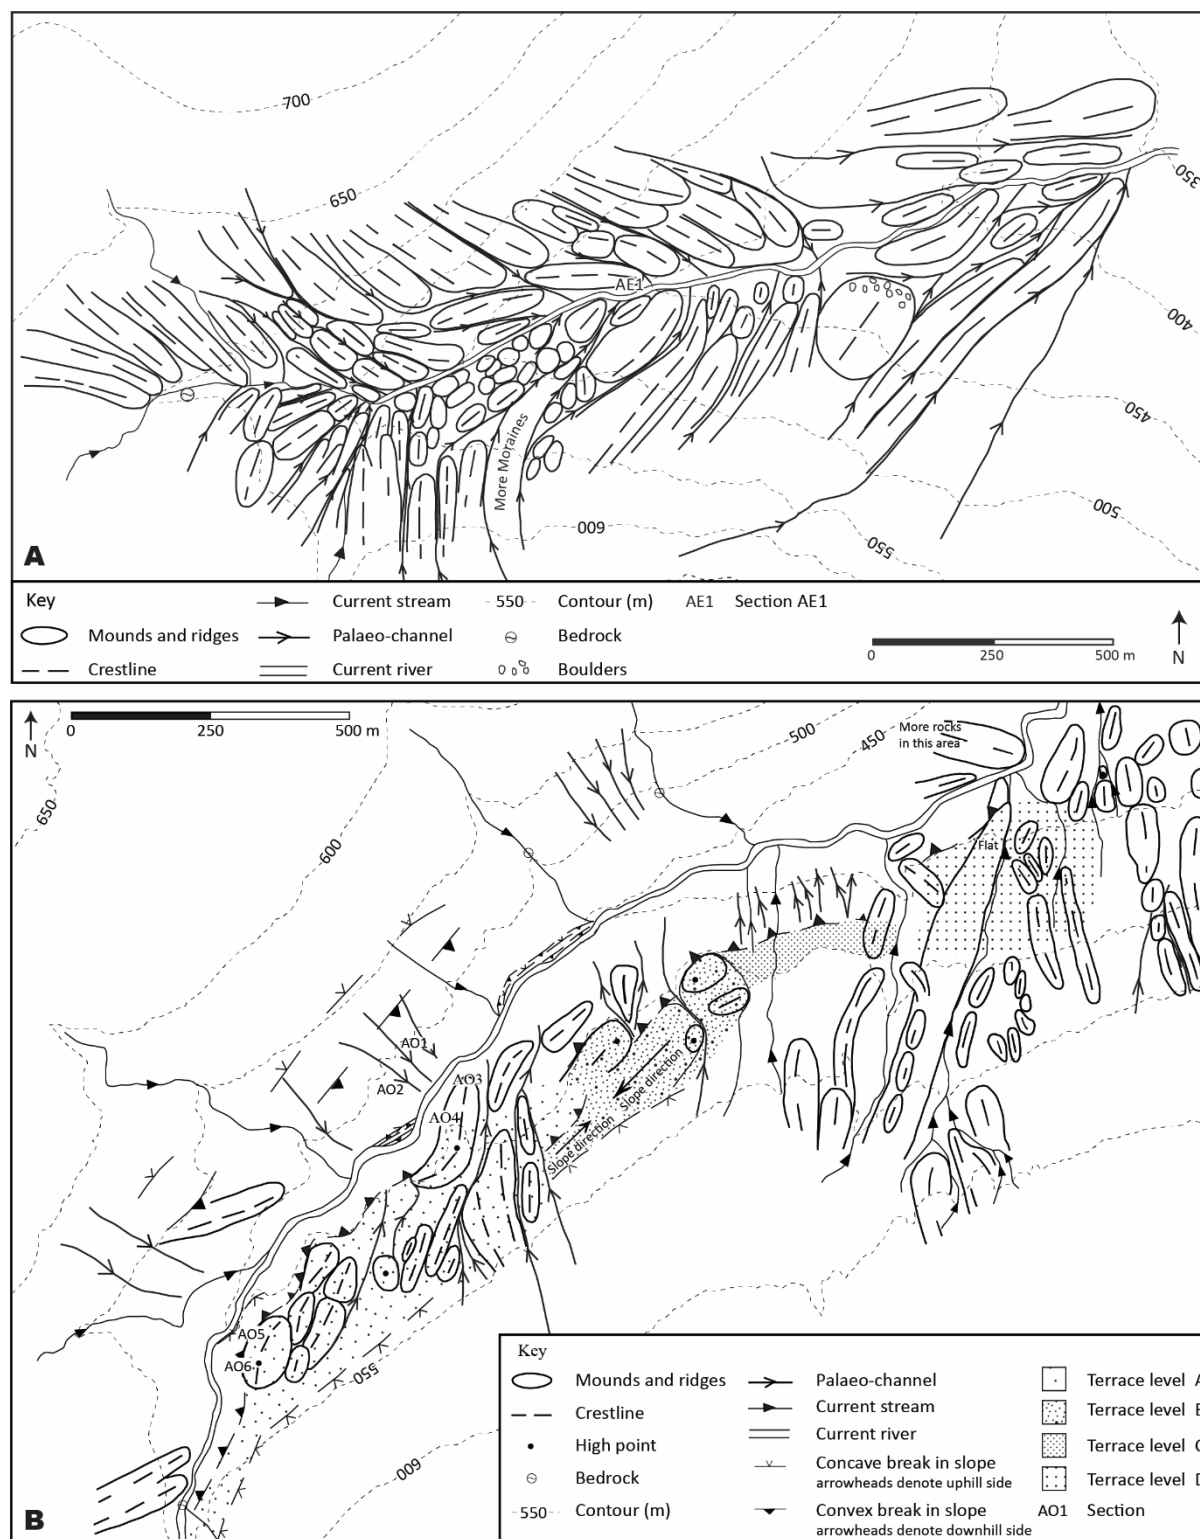 700
650
350
AE1
400
450
More Moraines
500
600
550
A
Key
Current stream
550
Contour (m)
AE1
Section AE1
Mounds and ridges
Palaeo-channel
Bedrock
Crestline
Current river
Boulders
0
250
500 m
N
N
0
250
500 m
More rocks
in this area
500
450
650
600
Flat
AO1
AO2
AO3
AO4
Slope direction
Slope direction
AO5
AO6
550
600
B
Key
Mounds and ridges
Palaeo-channel
Terrace level A
Crestline
Current stream
Terrace level B
High point
Current river
Terrace level C
Bedrock
Concave break in slope
arrowheads denote uphill side
Terrace level D
550
Contour (m)
Convex break in slope
arrowheads denote downhill side
AO1
Section